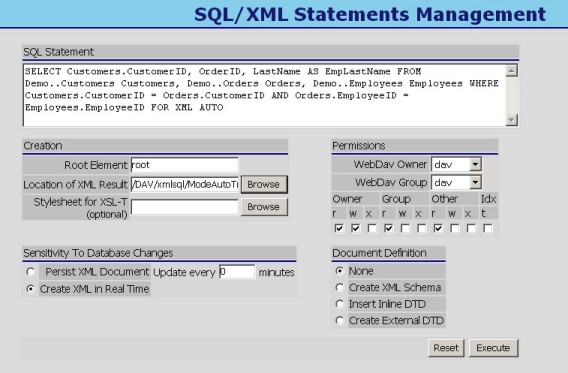 SQL/XML Statements Management
SQL Statement
SELECT Customers.CustomerID, OrderID, LastName AS EmpLastName FROM
Demo..Customers Customers, Demo..Orders Orders, Demo..Employees Employees WHERE
Customers.CustomerID = Orders.CustomerID AND Orders.EmployeeID =
Employees.EmployeeID FOR XML AUTO
Creation
Root Element root
Location of XML Result /DAV/xmlsql/ModeAutoTr Browse
Stylesheet for XSL-T
(optional) Browse
Permissions
WebDav Owner dav
WebDav Group dav
Owner Group Other Idx
r w x r w x r w x t
Sensitivity To Database Changes
Persist XML Document Update every 0 minutes
Create XML in Real Time
Document Definition
None
Create XML Schema
Insert Inline DTD
Create External DTD
Reset Execute